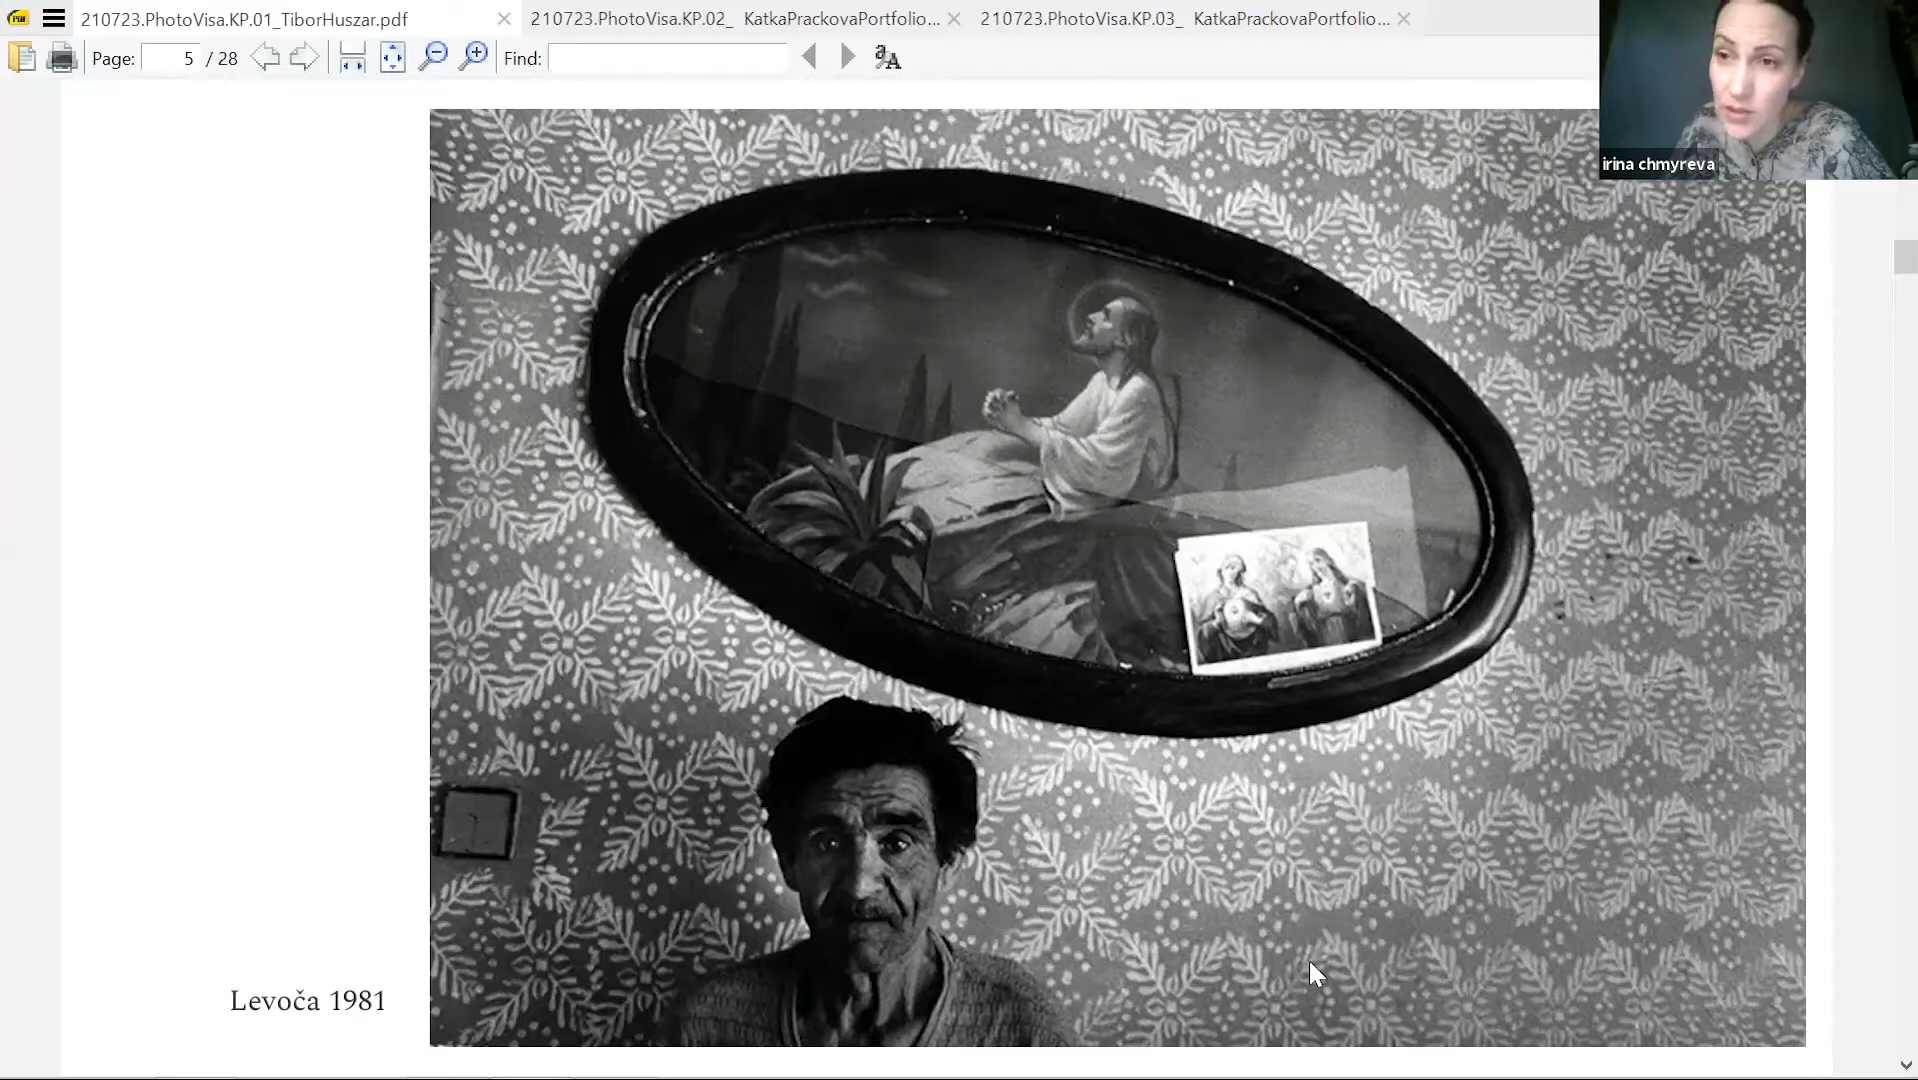 210723.PhotoVisa.KP.01_TiborHuszar.pdf
210723.PhotoVisa.KP.02_ KatkaPrackovaPortfolio...
210723.PhotoVisa.KP.03_ KatkaPrackovaPortfolio...
Page: 5 / 28
Find:
irina chmyreva
Levoča 1981